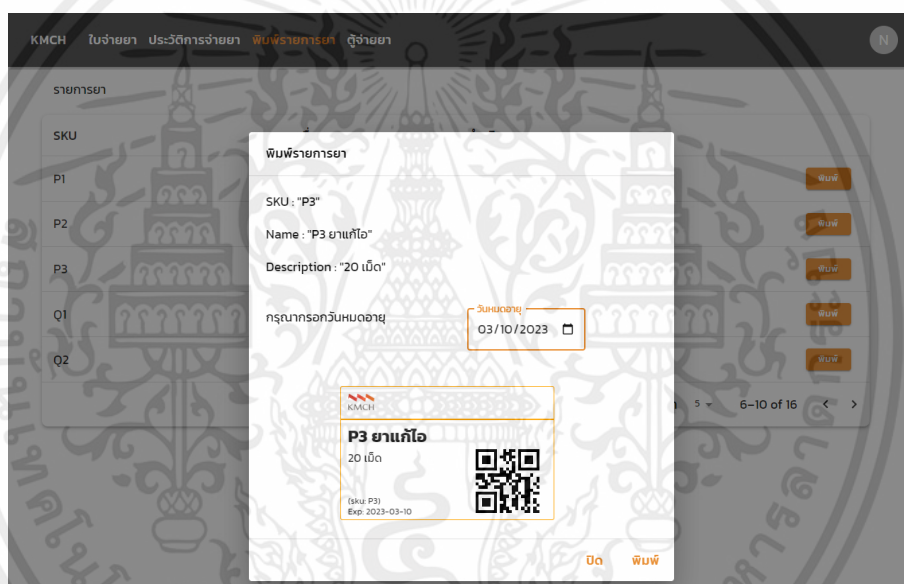 KMCH ใบจ่ายยา ประวัติการจ่ายยา พิมพ์รายการยา ตู้จ่ายยา N
รายการยา
SKU
P1 พิมพ์
P2 พิมพ์
P3 พิมพ์
Q1 พิมพ์
Q2 พิมพ์
5 6–10 of 16
พิมพ์รายการยา
SKU : "P3"
Name : "P3 ยาแก้ไอ"
Description : "20 เม็ด"
กรุณากรอกวันหมดอายุ
วันหมดอายุ
03/10/2023
KMCH
P3 ยาแก้ไอ
20 เม็ด
(sku: P3)
Exp: 2023-03-10
ปิด พิมพ์